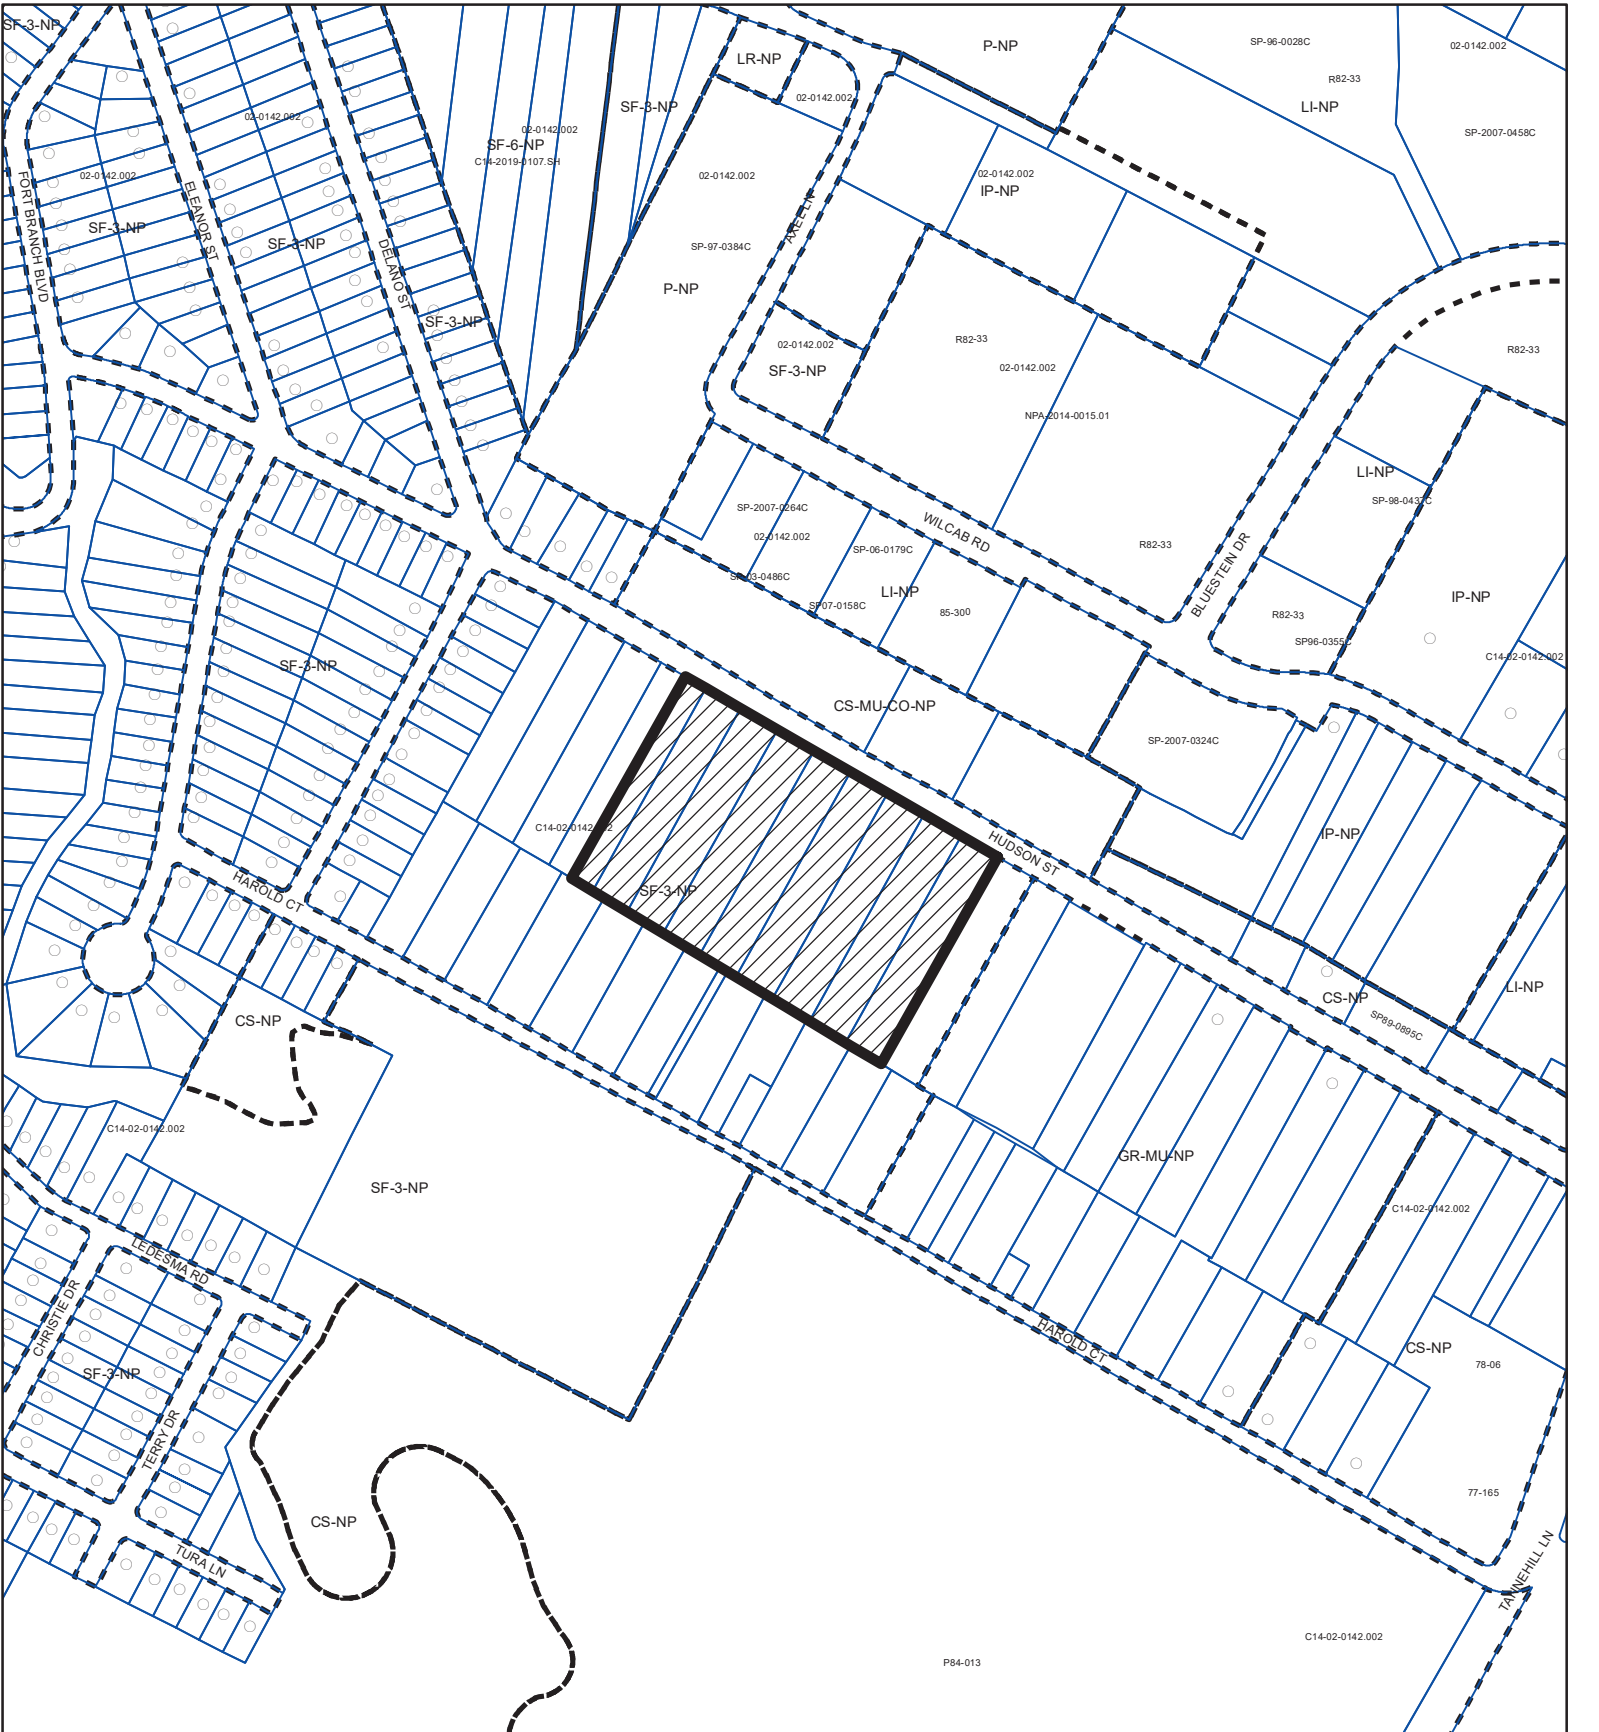 SF-3-NP
P-NP
SP-96-0028C
02-0142.002
LR-NP
R82-33
LI-NP
02-0142.002
SF-3-NP
02-0142.002
02-0142.002
SF-6-NP
C14-2019-0107.SH
SP-2007-0458C
02-0142.002
02-0142.002
02-0142.002
IP-NP
FORT BRANCH BLVD
ELEANOR ST
AXEL LN
SF-3-NP
SF-3-NP
DELANO ST
SP-97-0384C
P-NP
SF-3-NP
02-0142.002
SF-3-NP
R82-33
02-0142.002
R82-33
NPA-2014-0015.01
LI-NP
SP-98-0437C
SP-2007-0264C
02-0142.002
WILCAB RD
SP-06-0179C
R82-33
BLUESTEIN DR
SP-03-0486C
LI-NP
SP07-0158C
85-300
IP-NP
R82-33
SP96-0355C
C14-02-0142.002
SF-3-NP
CS-MU-CO-NP
SP-2007-0324C
C14-02-0142.002
HUDSON ST
IP-NP
SF-3-NP
HAROLD CT
LI-NP
CS-NP
SP89-0895C
CS-NP
C14-02-0142.002
GR-MU-NP
SF-3-NP
C14-02-0142.002
LEDESMA RD
CHRISTIE DR
HAROLD CT
CS-NP
78-06
SF-3-NP
TERRY DR
77-165
CS-NP
TURA LN
TANNEHILL LN
C14-02-0142.002
P84-013